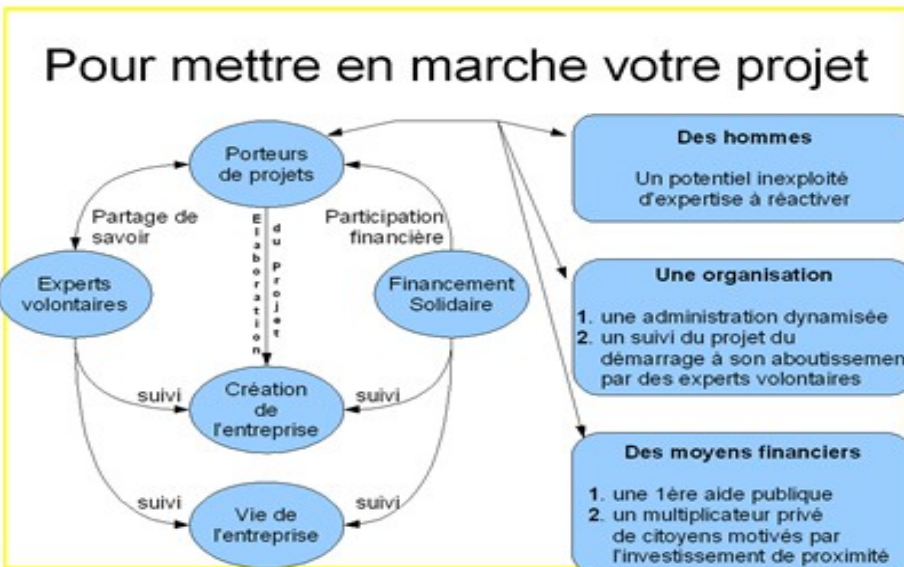 Pour mettre en marche votre projet
Porteurs
de projets
Partage de
savoir
Elaboration
du Projet
Participation
financière
Experts
volontaires
Financement
Solidaire
suivi
Création
de
l'entreprise
suivi
suivi
Vie de
l'entreprise
suivi
Des hommes
Un potentiel inexploité
d'expertise à réactiver
Une organisation
1. une administration dynamisée
2. un suivi du projet du
démarrage à son aboutissement
par des experts volontaires
Des moyens financiers
1. une 1ère aide publique
2. un multiplicateur privé
de citoyens motivés par
l'investissement de proximité